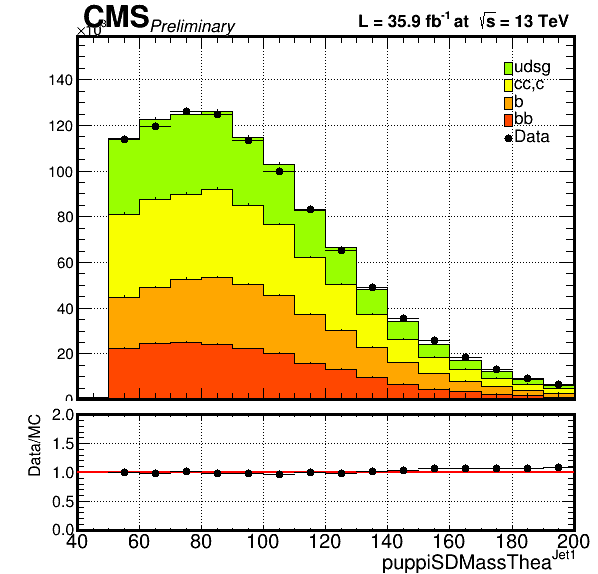 CMS Preliminary L = 35.9 fb⁻¹ at √s = 13 TeV
140
120
100
80
60
40
20
0
udsg
cc,c
b
bb
Data
Data/MC
2.0
1.5
1.0
0.5
0.0
40 60 80 100 120 140 160 180 200
puppiSDMassThea^Jet1